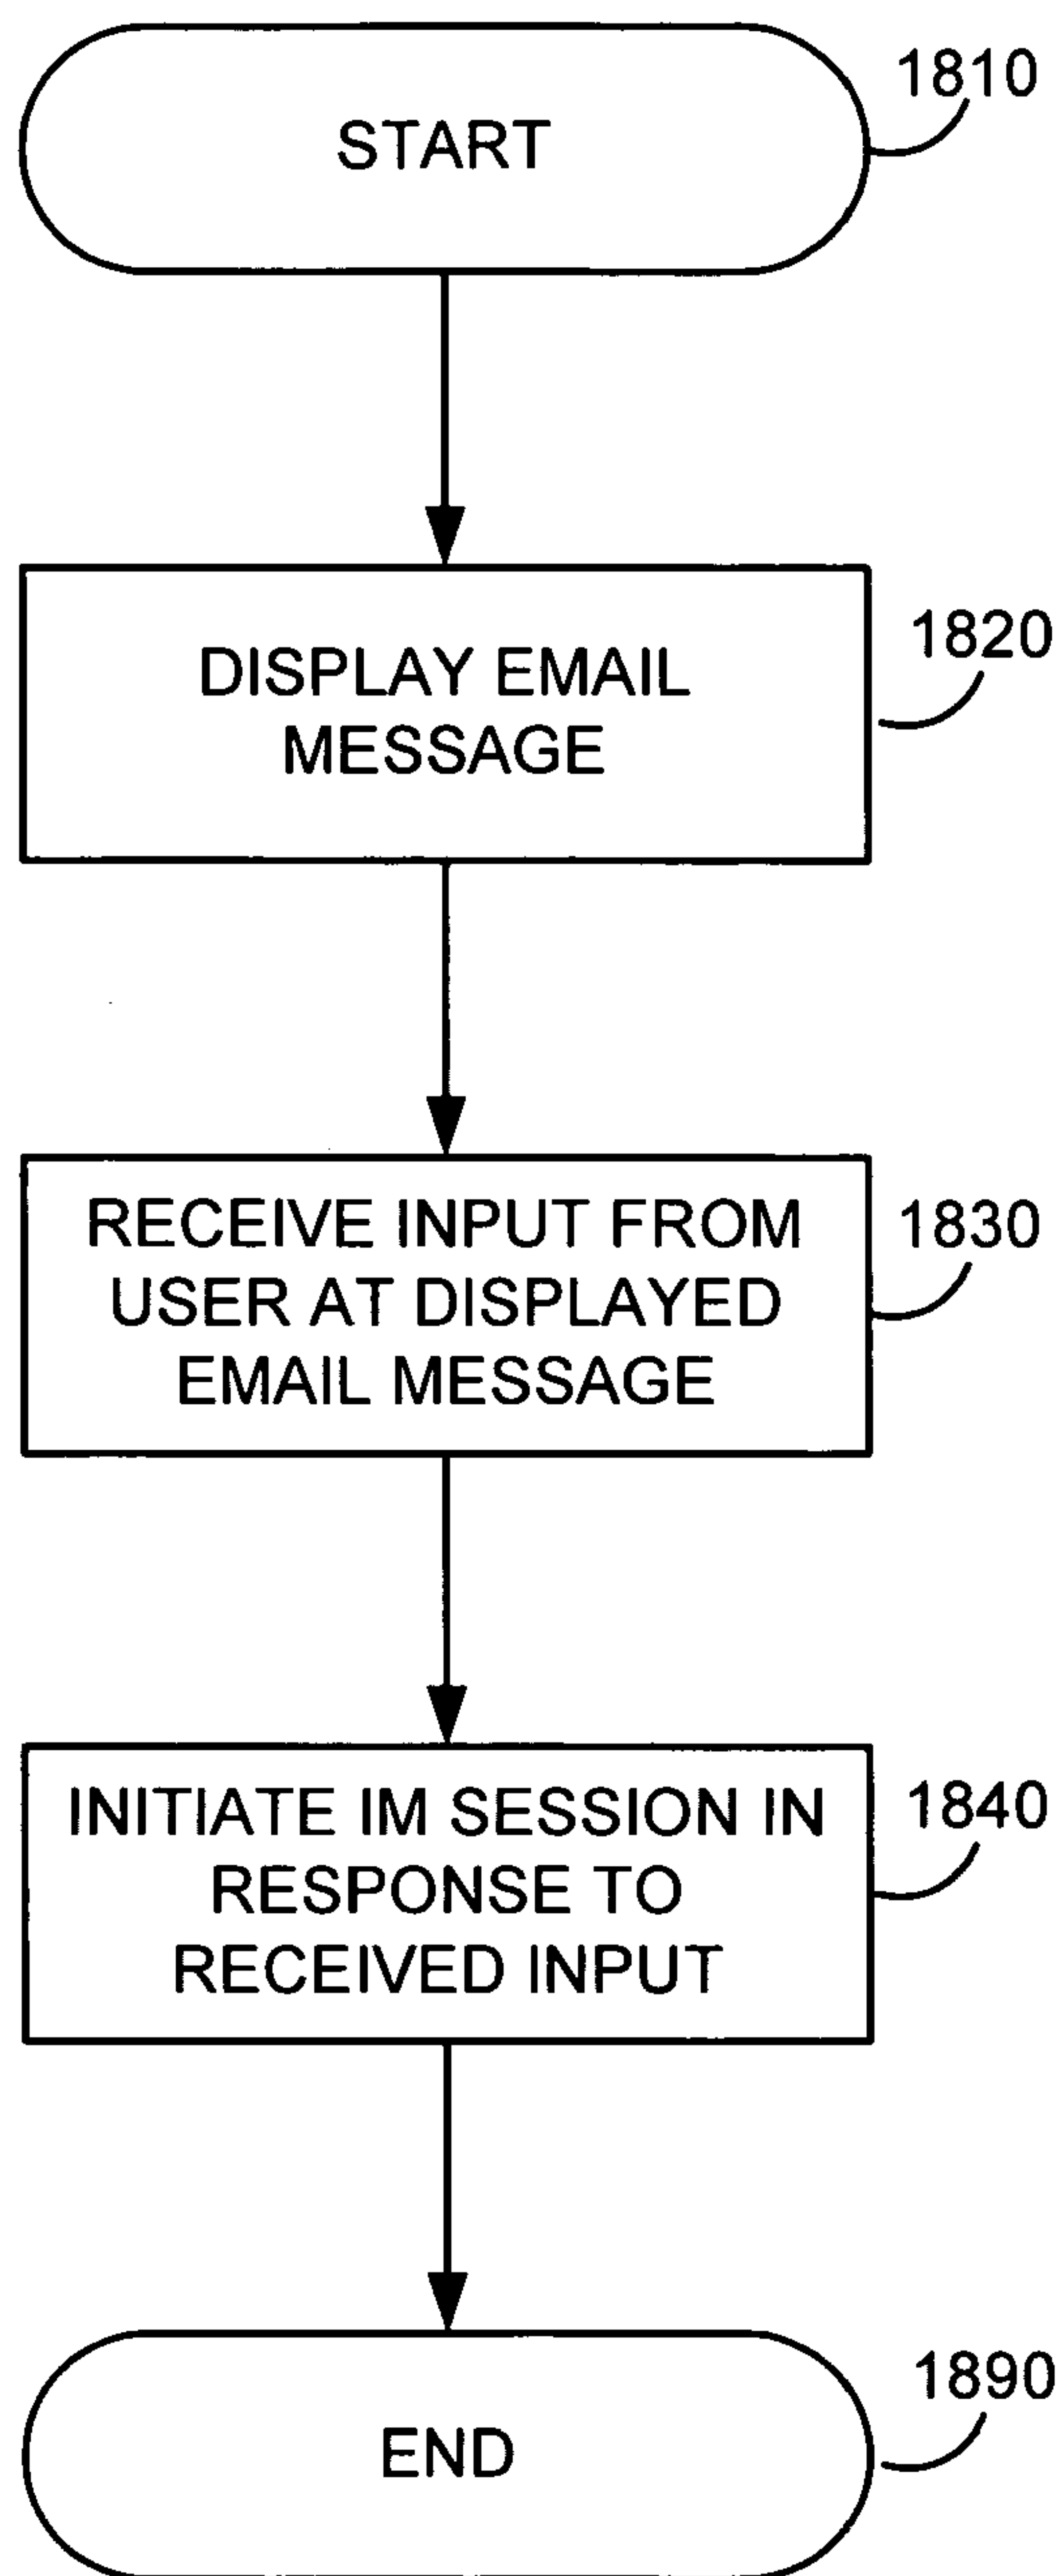 START
1810
DISPLAY EMAIL
MESSAGE
1820
RECEIVE INPUT FROM
USER AT DISPLAYED
EMAIL MESSAGE
1830
INITIATE IM SESSION IN
RESPONSE TO
RECEIVED INPUT
1840
END
1890